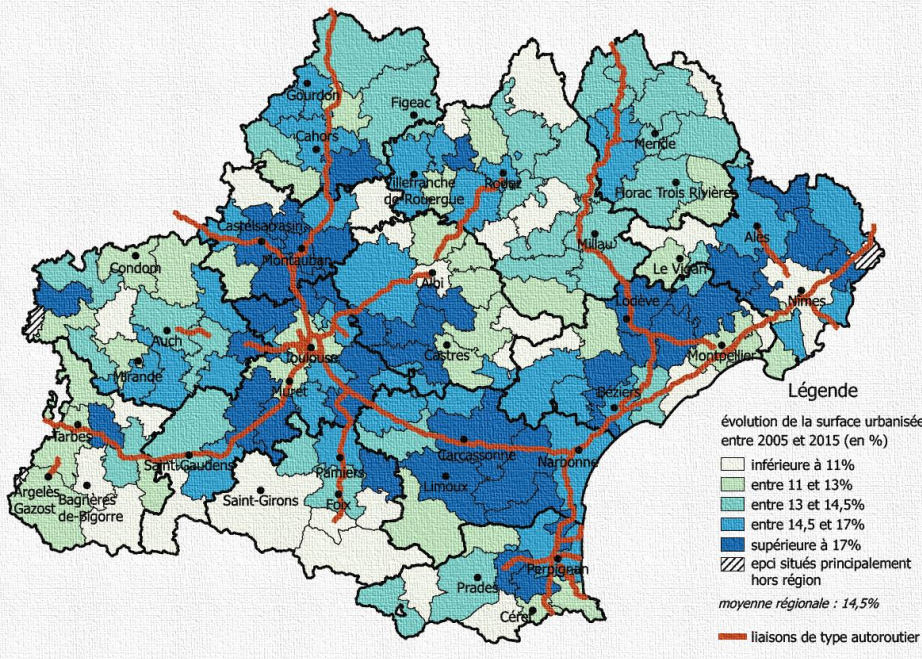 Gourdon
Figeac
Cahors
Mende
Villefranche
de-Rouergue
Rodez
Florac Trois Rivières
Castelsarrasin
Montauban
Millau
Alès
Condom
Le Vigan
Albi
Nîmes
Lodève
Auch
Toulouse
Castres
Montpellier
Mirande
Muret
Béziers
Tarbes
Saint-Gaudens
Carcassonne
Narbonne
Pamiers
Limoux
Argelès
Gazost
Bagnères
de-Bigorre
Saint-Girons
Foix
Perpignan
Prades
Céret
Légende
évolution de la surface urbanisée
entre 2005 et 2015 (en %)
inférieure à 11%
entre 11 et 13%
entre 13 et 14,5%
entre 14,5 et 17%
supérieure à 17%
epci situés principalement
hors région
moyenne régionale : 14,5%
liaisons de type autoroutier